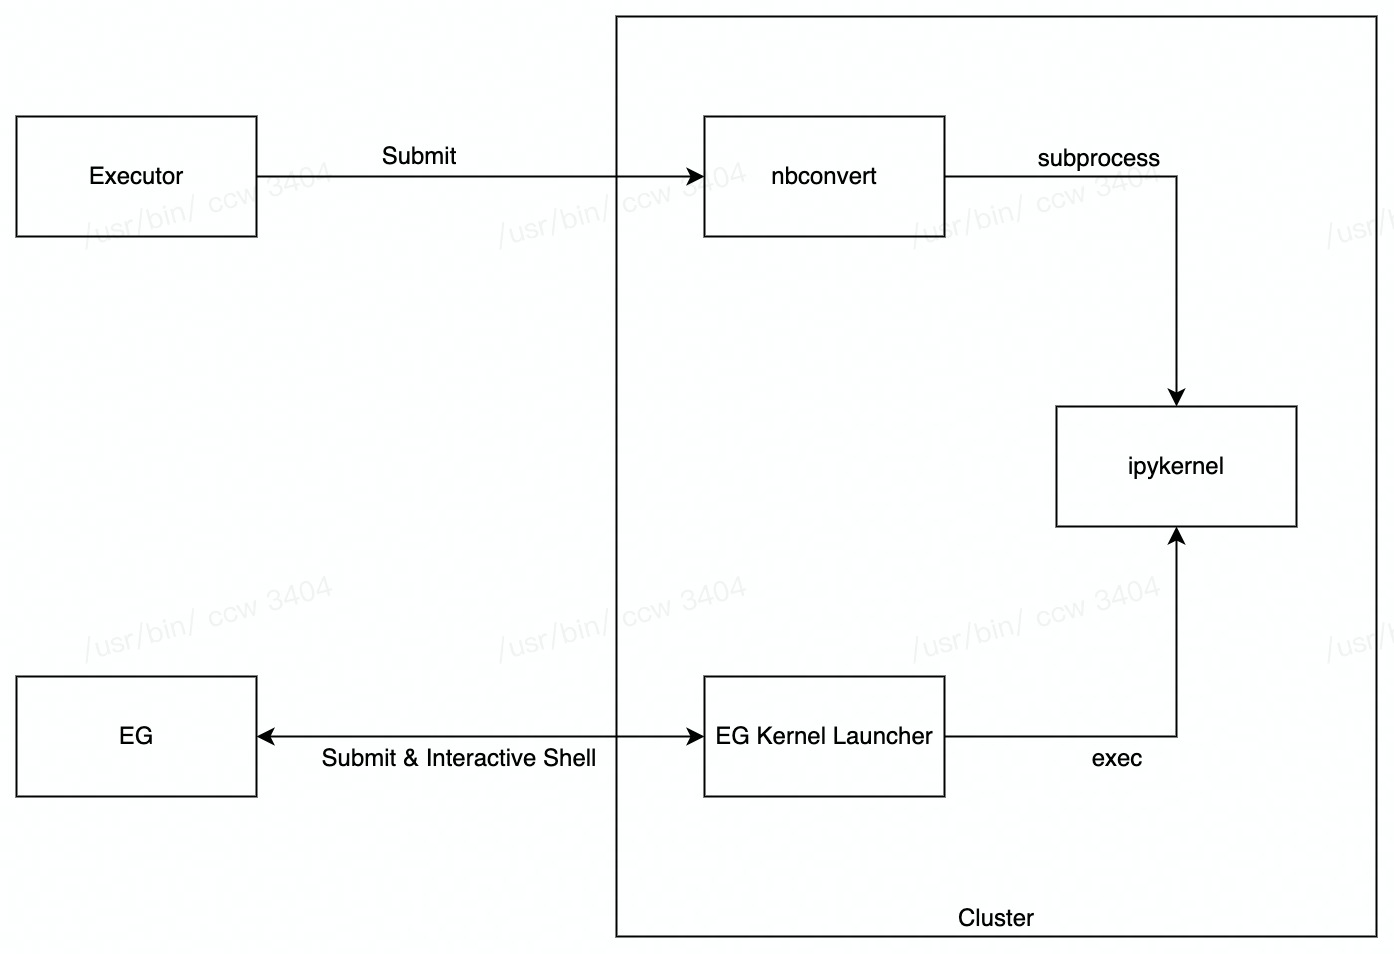 Executor
Submit
nbconvert
subprocess
/usr/bin/ ccw 3404
/usr/bin/ ccw 3404
/usr/bin/ ccw 3404
/usr/b
ipykernel
/usr/bin/ ccw 3404
/usr/bin/ ccw 3404
/usr/bin/ ccw 3404
/usr/b
EG
Submit & Interactive Shell
EG Kernel Launcher
exec
Cluster